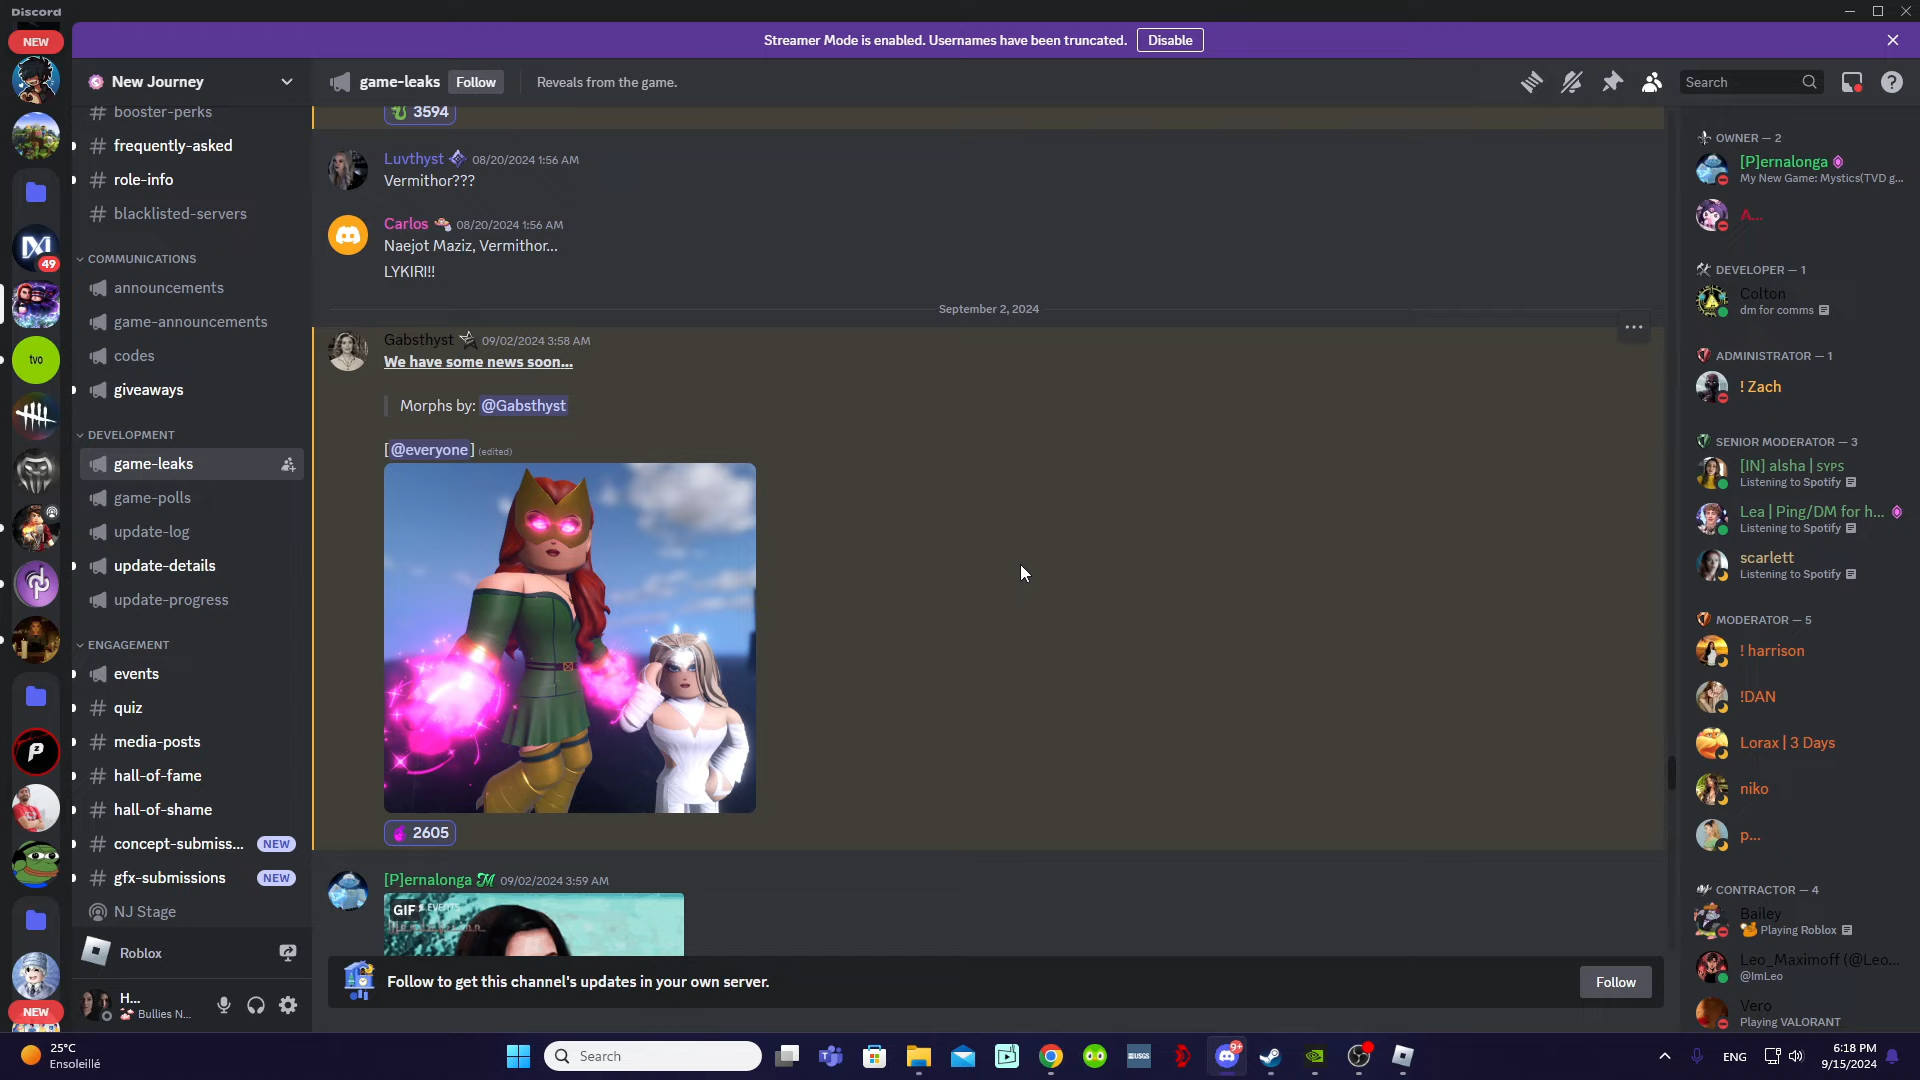 Discord
NEW
Streamer Mode is enabled. Usernames have been truncated.
Disable
New Journey
game-leaks
Follow
Reveals from the game.
Search
booster-perks
frequently-asked
role-info
blacklisted-servers
COMMUNICATIONS
announcements
game-announcements
codes
giveaways
DEVELOPMENT
game-leaks
game-polls
update-log
update-details
update-progress
ENGAGEMENT
events
quiz
media-posts
hall-of-fame
hall-of-shame
concept-submiss... NEW
gfx-submissions NEW
NJ Stage
Roblox
H...
Bullies N...
49
tvo
NEW
3594
Luvthyst 08/20/2024 1:56 AM
Vermithor???
Carlos 08/20/2024 1:56 AM
Naejot Maziz, Vermithor...
LYKIRI!!
September 2, 2024
Gabsthyst 09/02/2024 3:58 AM
We have some news soon...
Morphs by: @Gabsthyst
[@everyone] (edited)
2605
[P]ernalonga 09/02/2024 3:59 AM
GIF
Follow to get this channel's updates in your own server.
Follow
OWNER — 2
[P]ernalonga
My New Game: Mystics(TVD g...
Λ...
DEVELOPER — 1
Colton
dm for comms
ADMINISTRATOR — 1
! Zach
SENIOR MODERATOR — 3
[IN] alsha | SYPS
Listening to Spotify
Lea | Ping/DM for h...
Listening to Spotify
scarlett
Listening to Spotify
MODERATOR — 5
! harrison
!DAN
Lorax | 3 Days
niko
p...
CONTRACTOR — 4
Bailey
Playing Roblox
Leo_Maximoff (@Leo...
@ImLeo
Vero
Playing VALORANT
25°C
Ensoleillé
Search
USGS
9+
ENG
6:18 PM
9/15/2024